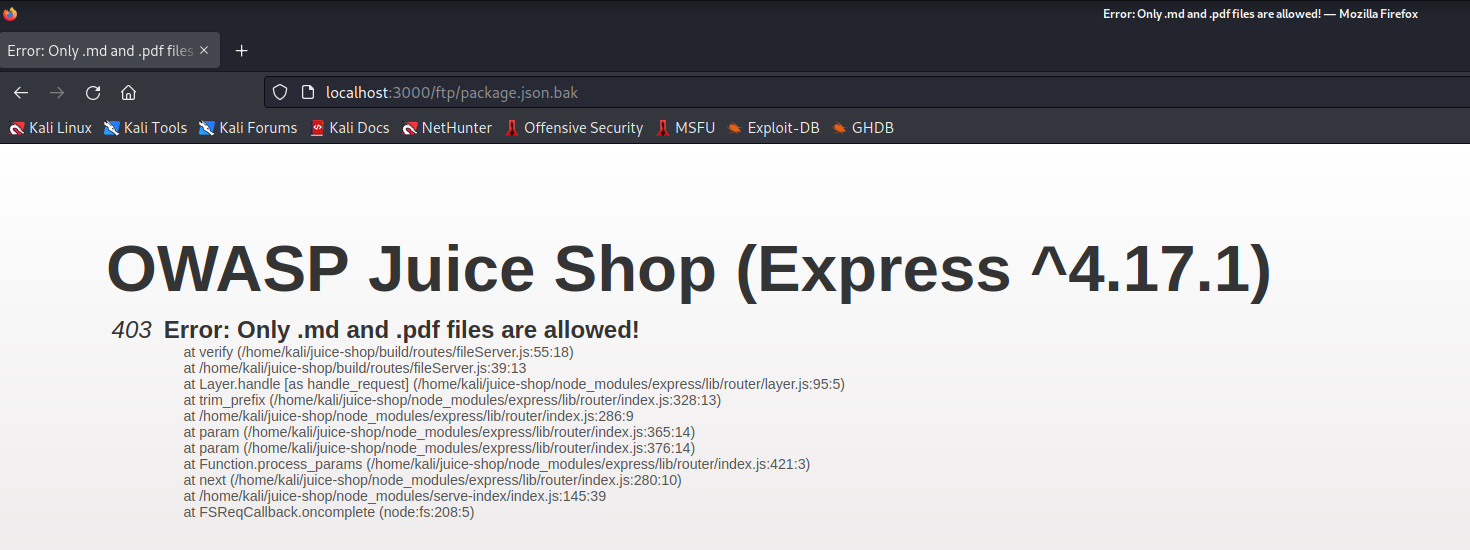 Error: Only .md and .pdf files are allowed! — Mozilla Firefox
Error: Only .md and .pdf files
localhost:3000/ftp/package.json.bak
Kali Linux Kali Tools Kali Forums Kali Docs NetHunter Offensive Security MSFU Exploit-DB GHDB
OWASP Juice Shop (Express ^4.17.1)
403 Error: Only .md and .pdf files are allowed!
at verify (/home/kali/juice-shop/build/routes/fileServer.js:55:18)
at /home/kali/juice-shop/build/routes/fileServer.js:39:13
at Layer.handle [as handle_request] (/home/kali/juice-shop/node_modules/express/lib/router/layer.js:95:5)
at trim_prefix (/home/kali/juice-shop/node_modules/express/lib/router/index.js:328:13)
at /home/kali/juice-shop/node_modules/express/lib/router/index.js:286:9
at param (/home/kali/juice-shop/node_modules/express/lib/router/index.js:365:14)
at param (/home/kali/juice-shop/node_modules/express/lib/router/index.js:376:14)
at Function.process_params (/home/kali/juice-shop/node_modules/express/lib/router/index.js:421:3)
at next (/home/kali/juice-shop/node_modules/express/lib/router/index.js:280:10)
at /home/kali/juice-shop/node_modules/serve-index/index.js:145:39
at FSReqCallback.oncomplete (node:fs:208:5)